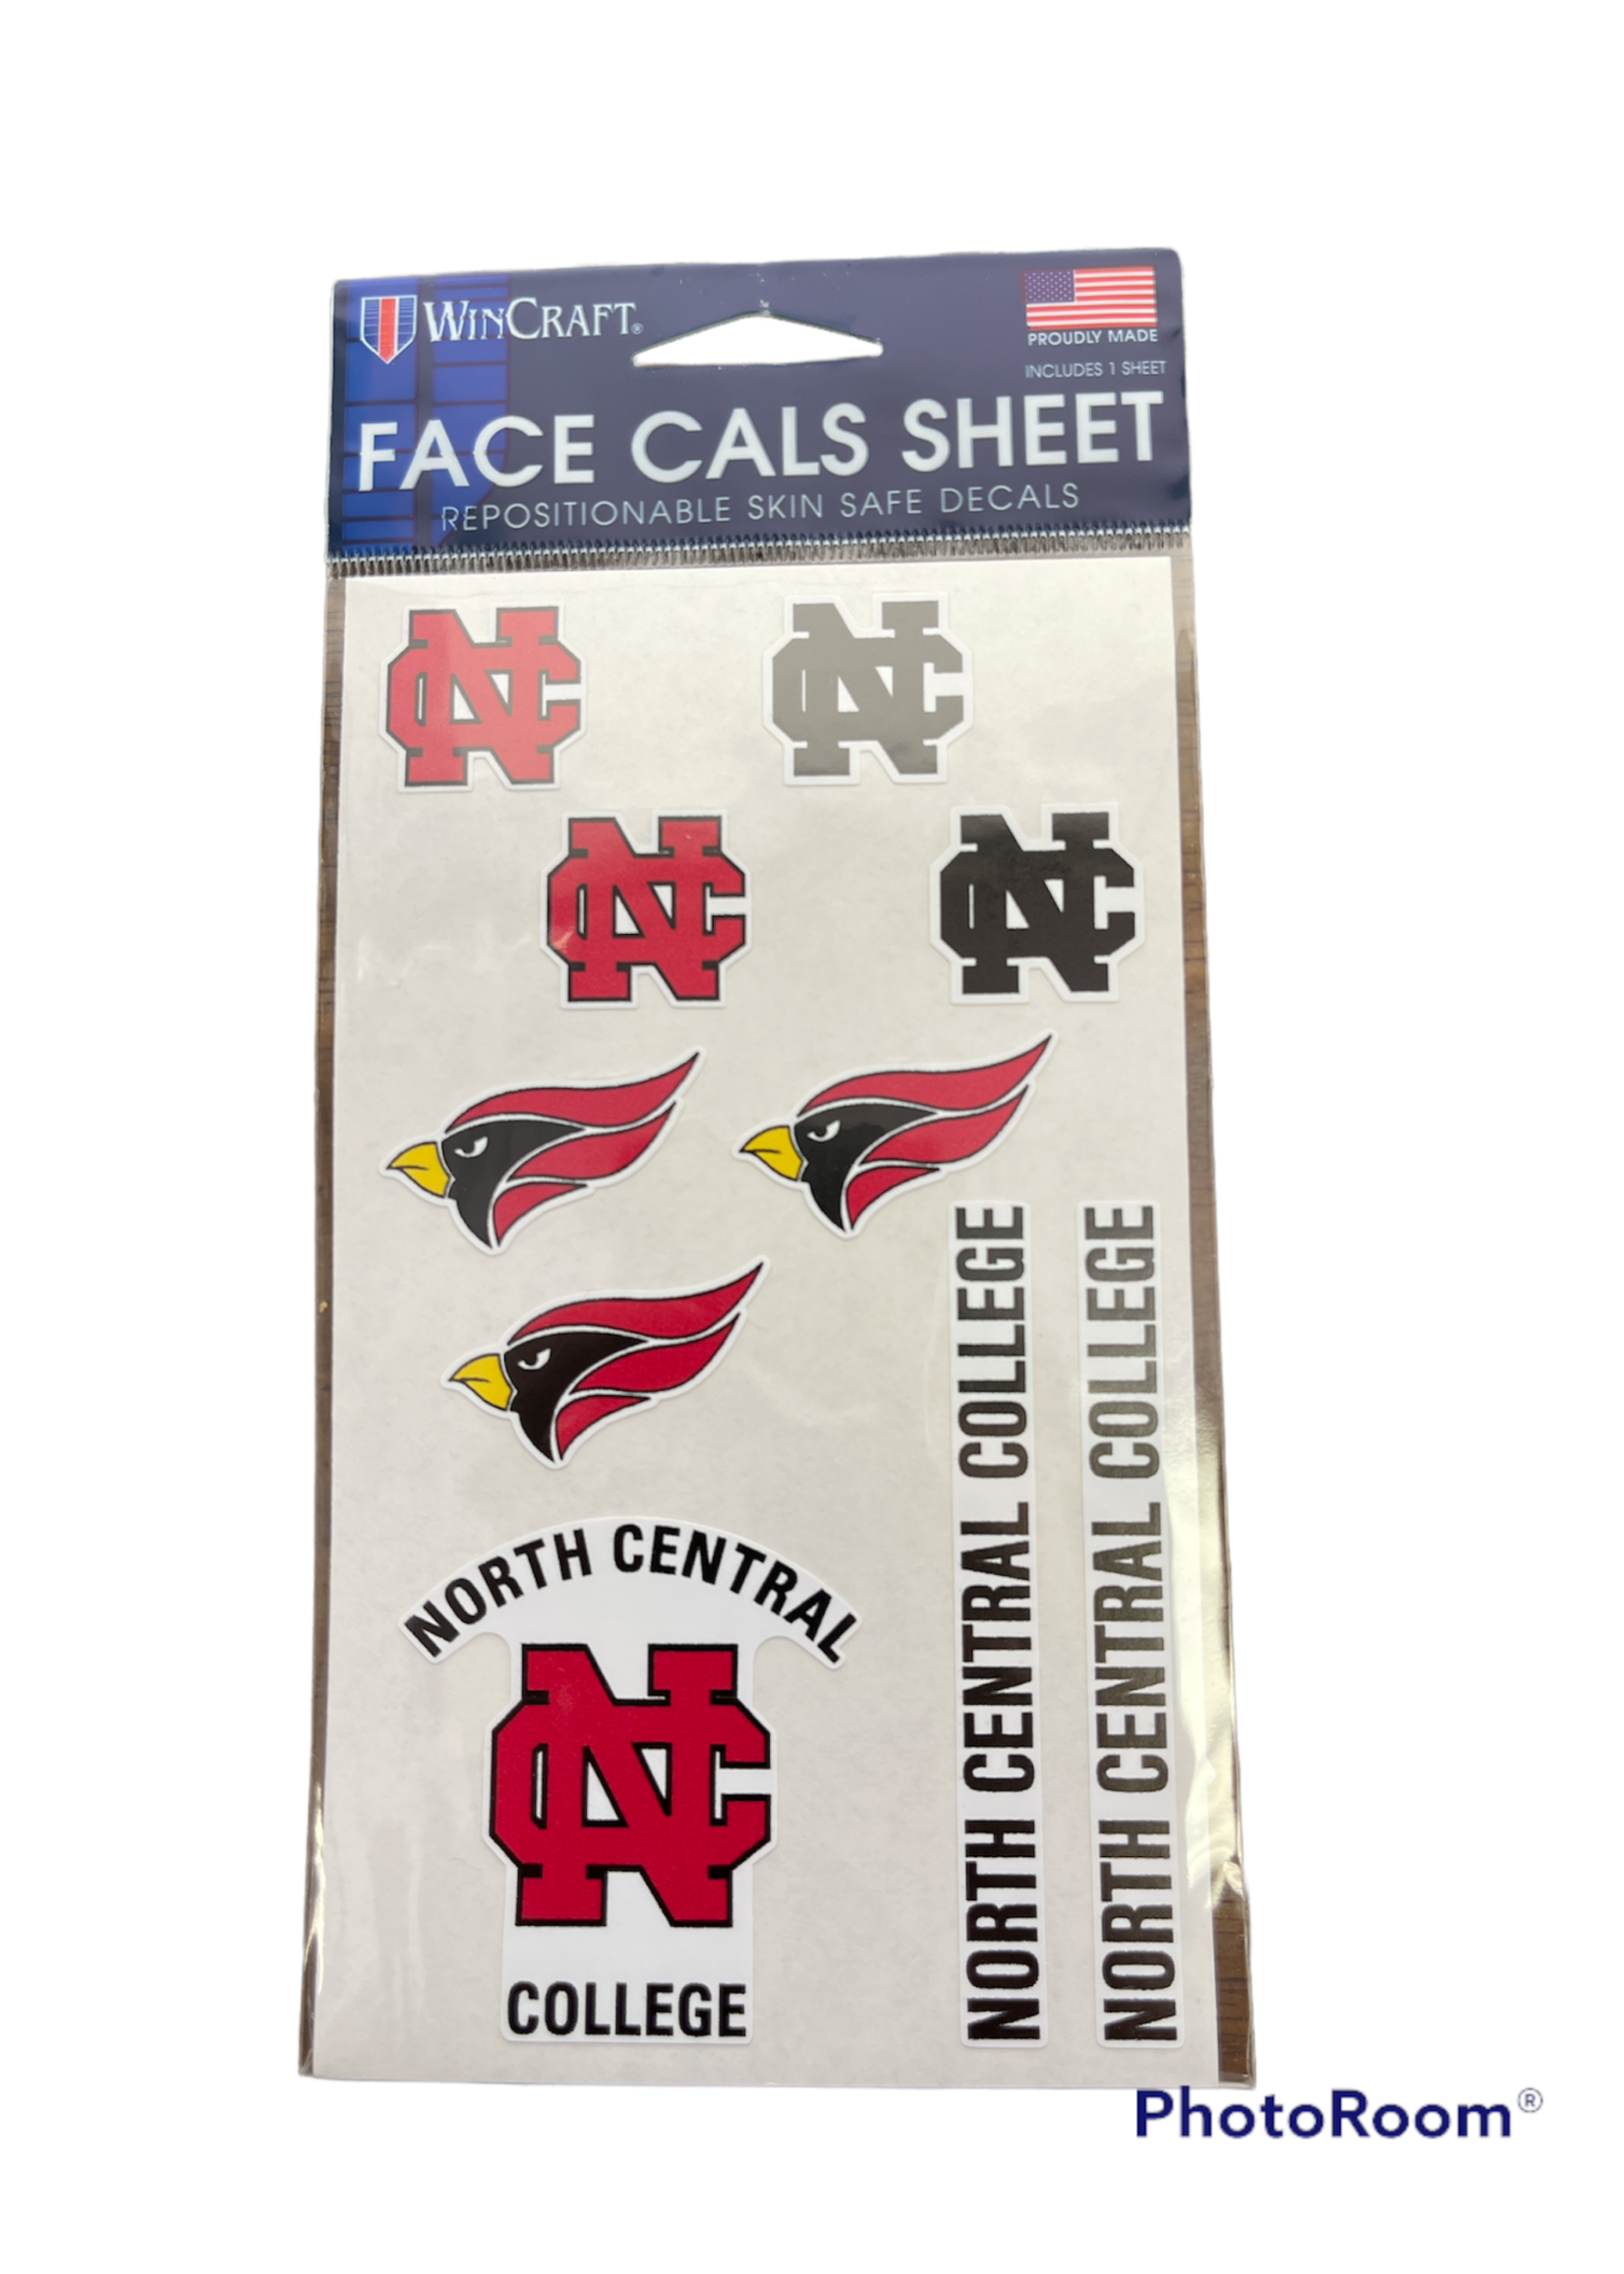 WINCRAFT®
PROUDLY MADE
INCLUDES 1 SHEET
FACE CALS SHEET
REPOSITIONABLE SKIN SAFE DECALS
NC
NC
NC
NC
NORTH CENTRAL
NC
COLLEGE
NORTH CENTRAL COLLEGE
NORTH CENTRAL COLLEGE
PhotoRoom®